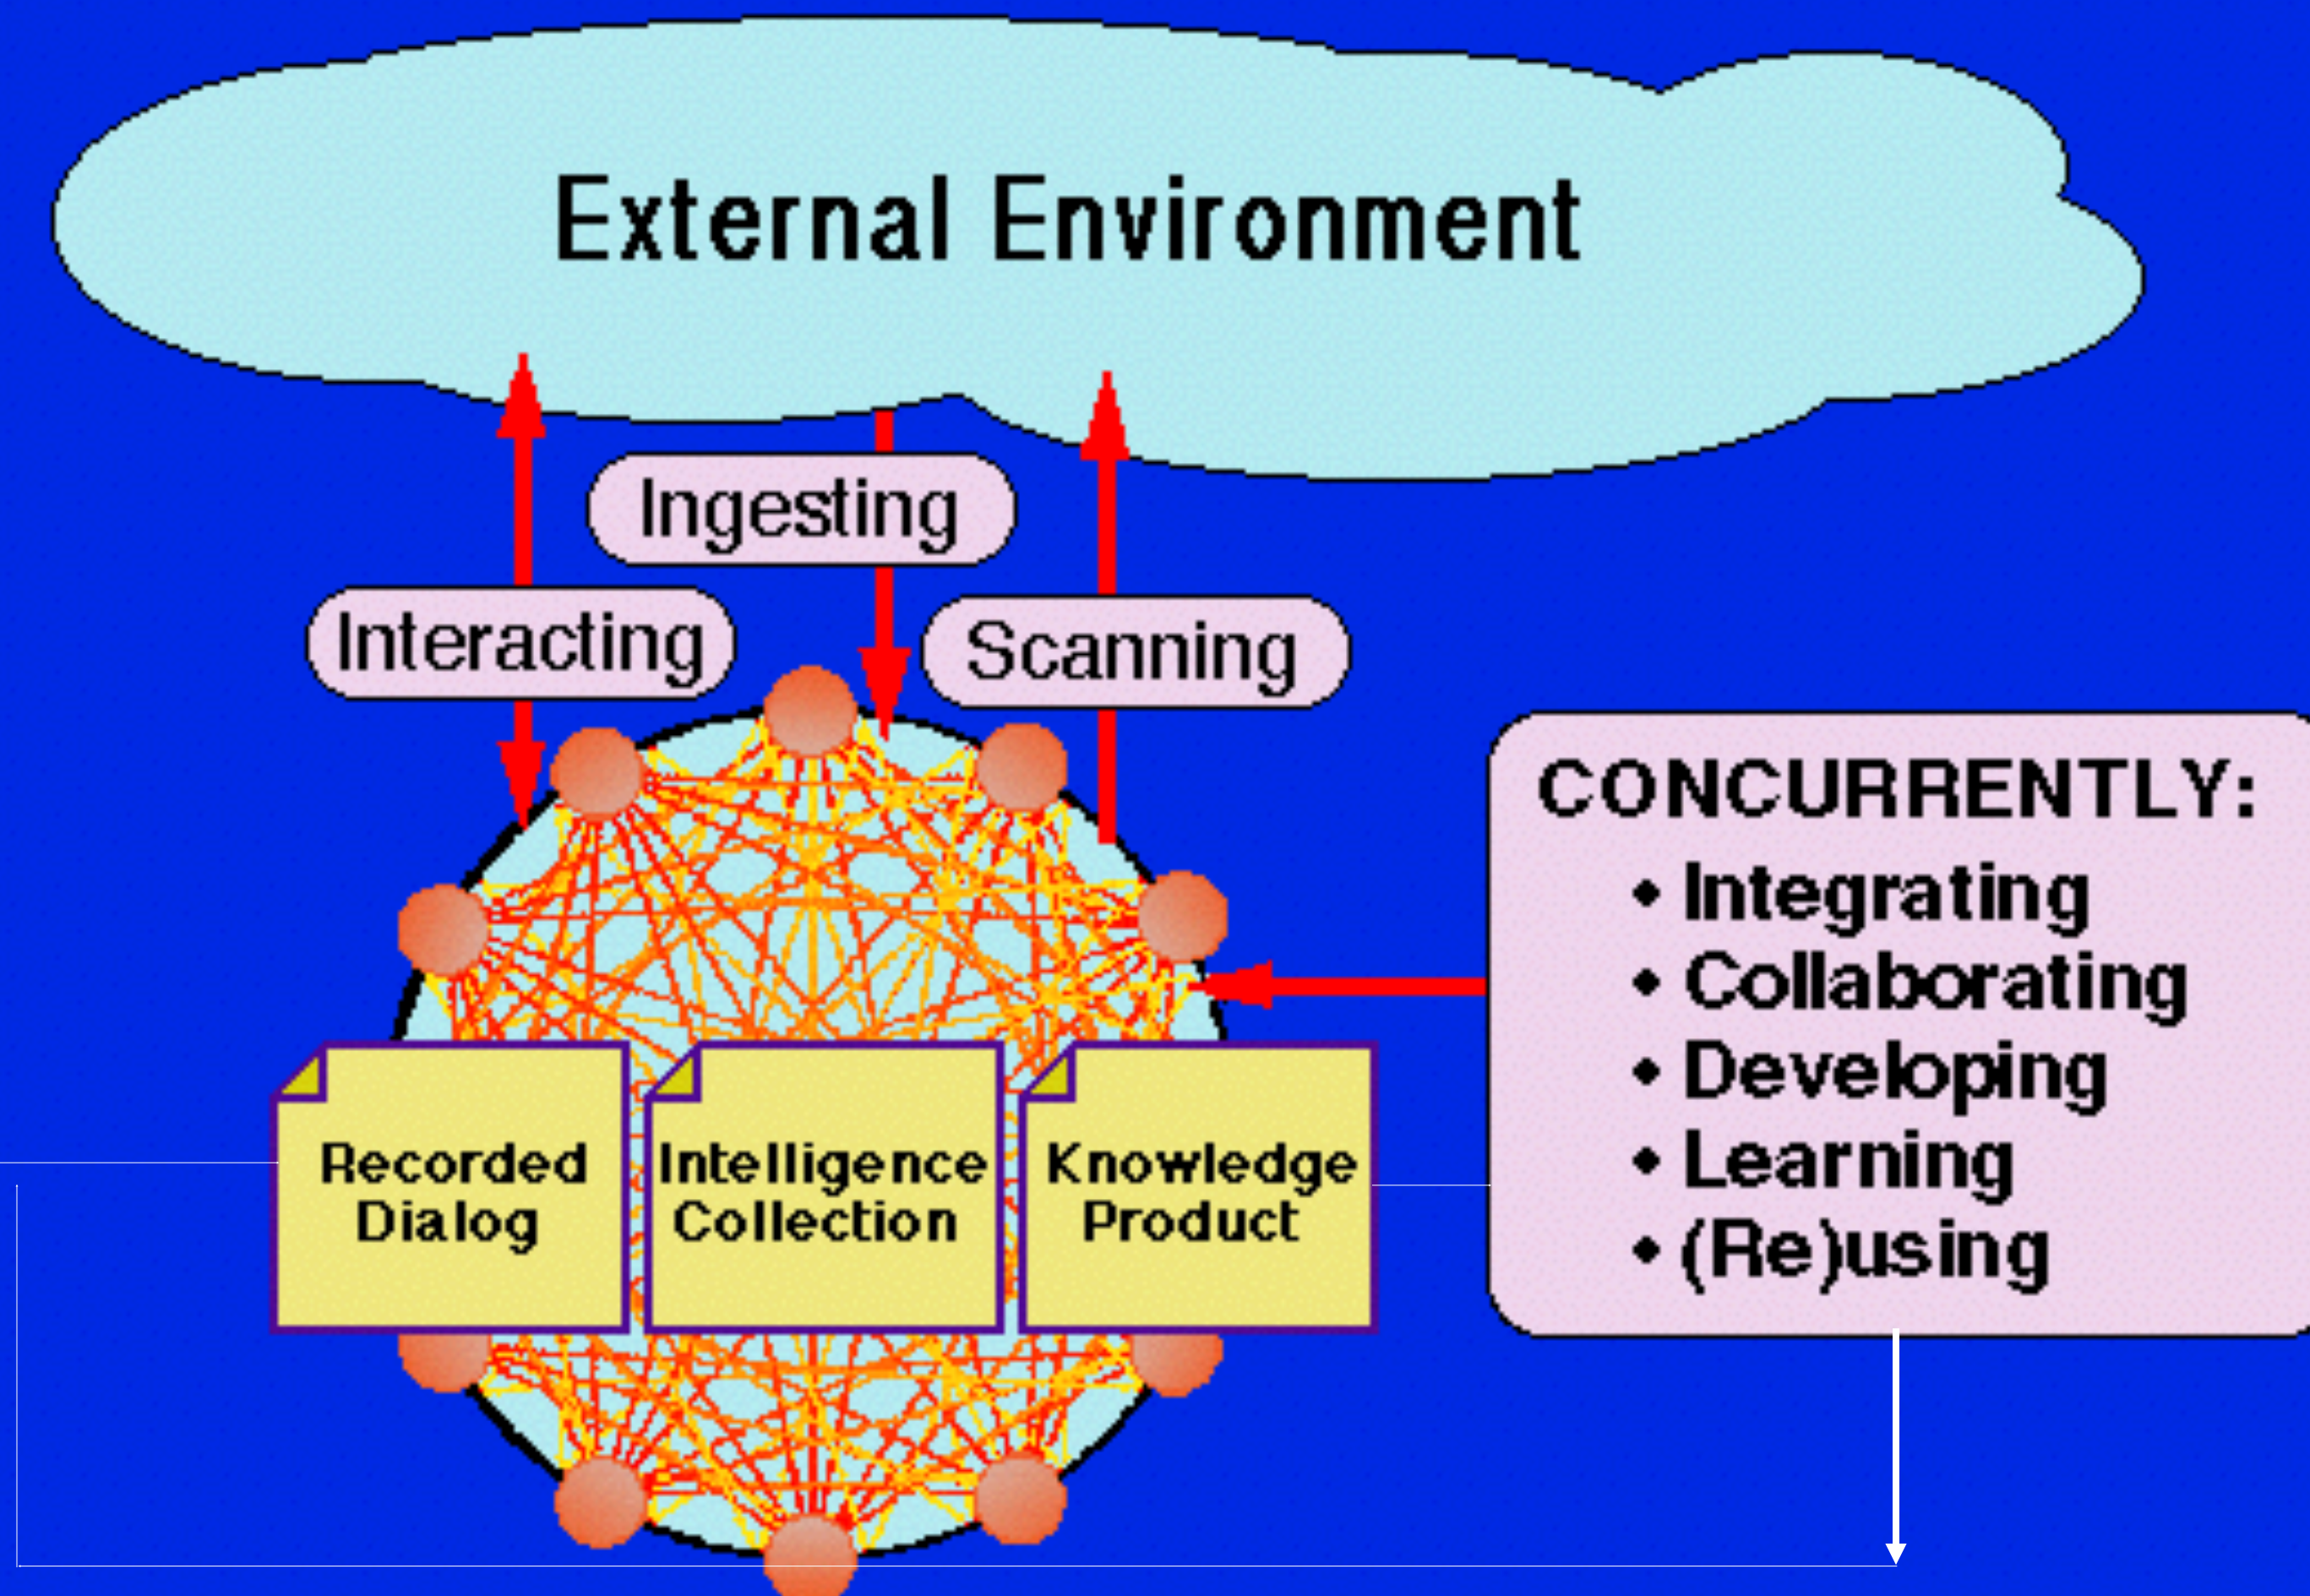 External Environment
Ingesting
Interacting
Scanning
CONCURRENTLY:
• Integrating
• Collaborating
• Developing
• Learning
• (Re)using
Recorded
Dialog
Intelligence
Collection
Knowledge
Product